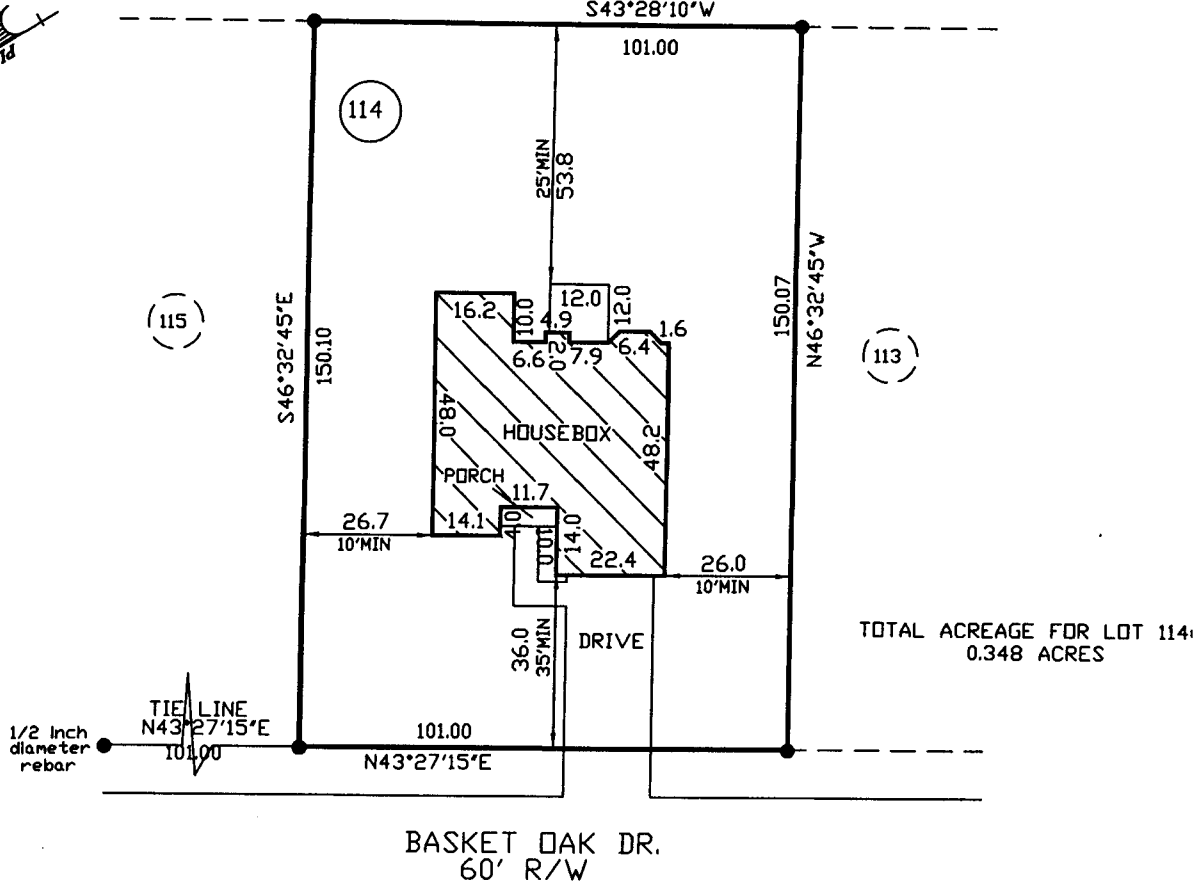 S43°28'10"W
101.00
Pl
114
25'MIN
53.8
115
S46°32'45"E
150.10
150.07
N46°32'45"W
113
16.2
10.0
4.9
12.0
12.0
1.6
6.6
2.0
7.9
6.4
48.0
HOUSEBOX
48.2
PORCH
11.7
14.1
4.0
10.0
14.0
22.4
26.7
10'MIN
26.0
10'MIN
36.0
35'MIN
DRIVE
TOTAL ACREAGE FOR LOT 114:
0.348 ACRES
TIE LINE
N43°27'15"E
101.00
1/2 Inch
diameter
rebar
101.00
N43°27'15"E
BASKET OAK DR.
60' R/W